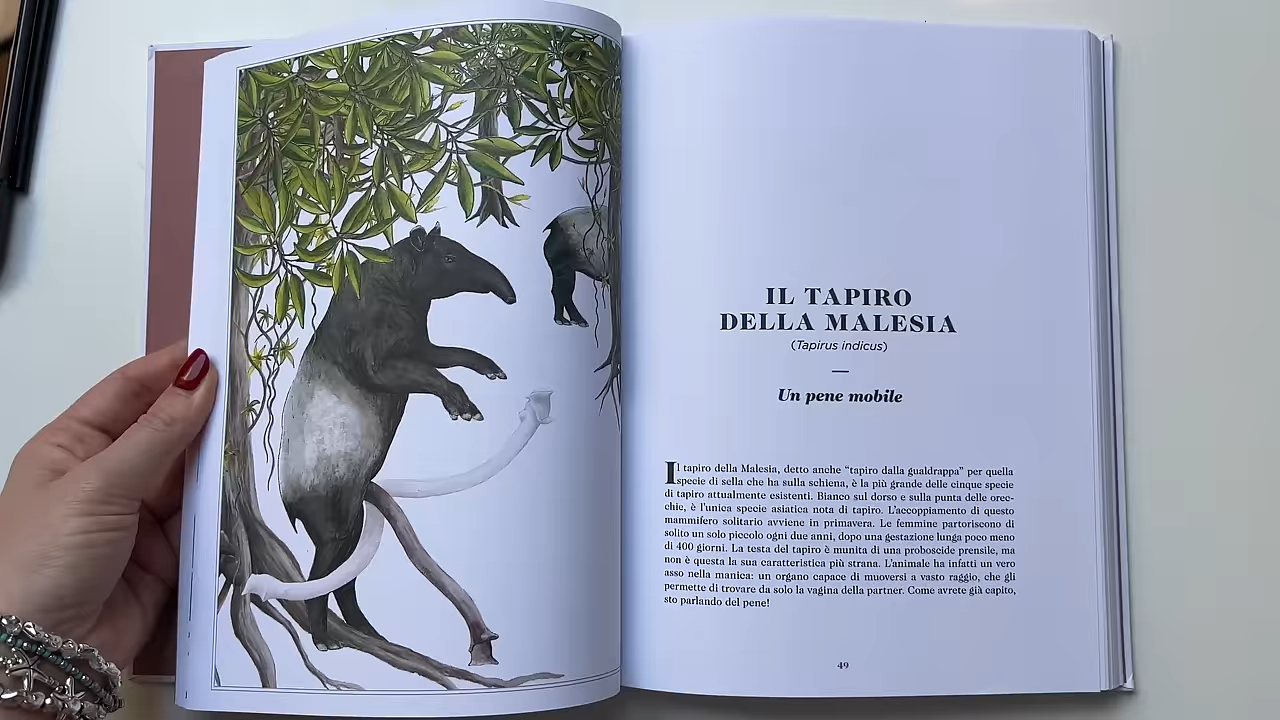 IL TAPIRO
DELLA MALESIA
(Tapirus indicus)
—
Un pene mobile
Il tapiro della Malesia, detto anche “tapiro dalla gualdrappa” per quella
specie di sella che ha sulla schiena, è la più grande delle cinque specie
di tapiro attualmente esistenti. Bianco sul dorso e sulla punta delle orec-
chie, è l’unica specie asiatica nota di tapiro. L’accoppiamento di questo
mammifero solitario avviene in primavera. Le femmine partoriscono di
solito un solo piccolo ogni due anni, dopo una gestazione lunga poco meno
di 400 giorni. La testa del tapiro è munita di una proboscide prensile, ma
non è questa la sua caratteristica più strana. L’animale ha infatti un vero
asso nella manica: un organo capace di muoversi a vasto raggio, che gli
permette di trovare da solo la vagina della partner. Come avrete già capito,
sto parlando del pene!
49